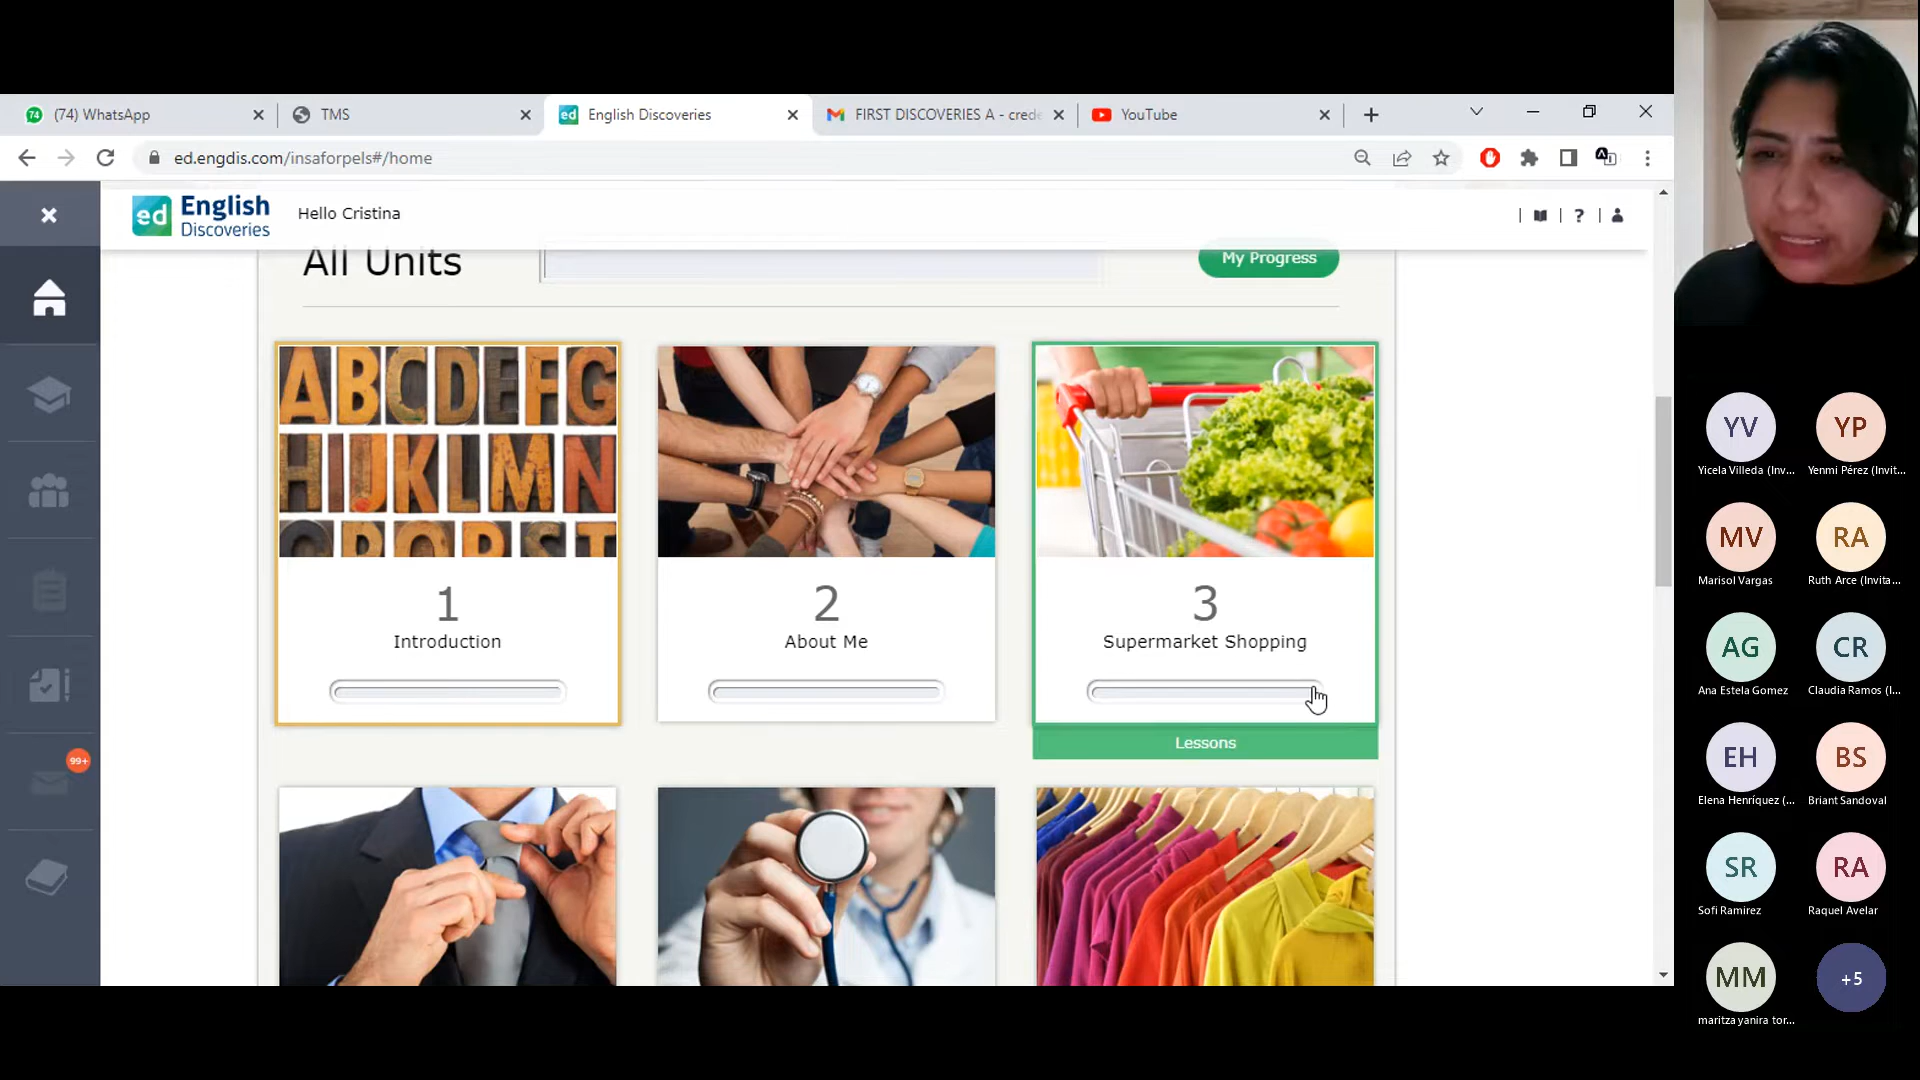 (74) WhatsApp
TMS
English Discoveries
FIRST DISCOVERIES A - crede
YouTube
ed.engdis.com/insaforpels#/home
ed English Discoveries
Hello Cristina
?
All Units
My Progress
ABCDEFG
HIJKLMN
OPQRST
1
Introduction
2
About Me
3
Supermarket Shopping
Lessons
99+
YV
Yicela Villeda (Inv...
YP
Yenmi Pérez (Invit...
MV
Marisol Vargas
RA
Ruth Arce (Invita...
AG
Ana Estela Gomez
CR
Claudia Ramos (I...
EH
Elena Henríquez (...
BS
Briant Sandoval
SR
Sofi Ramirez
RA
Raquel Avelar
MM
maritza yanira tor...
+5